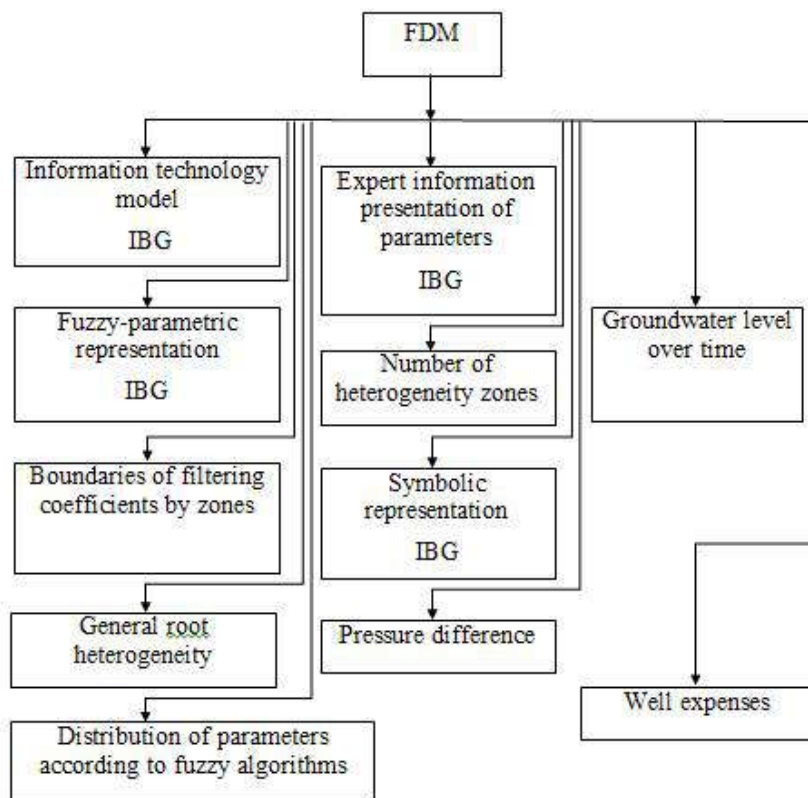 FDM
Information technology
model
IBG
Fuzzy-parametric
representation
IBG
Boundaries of filtering
coefficients by zones
General root
heterogeneity
Distribution of parameters
according to fuzzy algorithms
Expert information
presentation of
parameters
IBG
Number of
heterogeneity zones
Symbolic
representation
IBG
Pressure difference
Groundwater level
over time
Well expenses